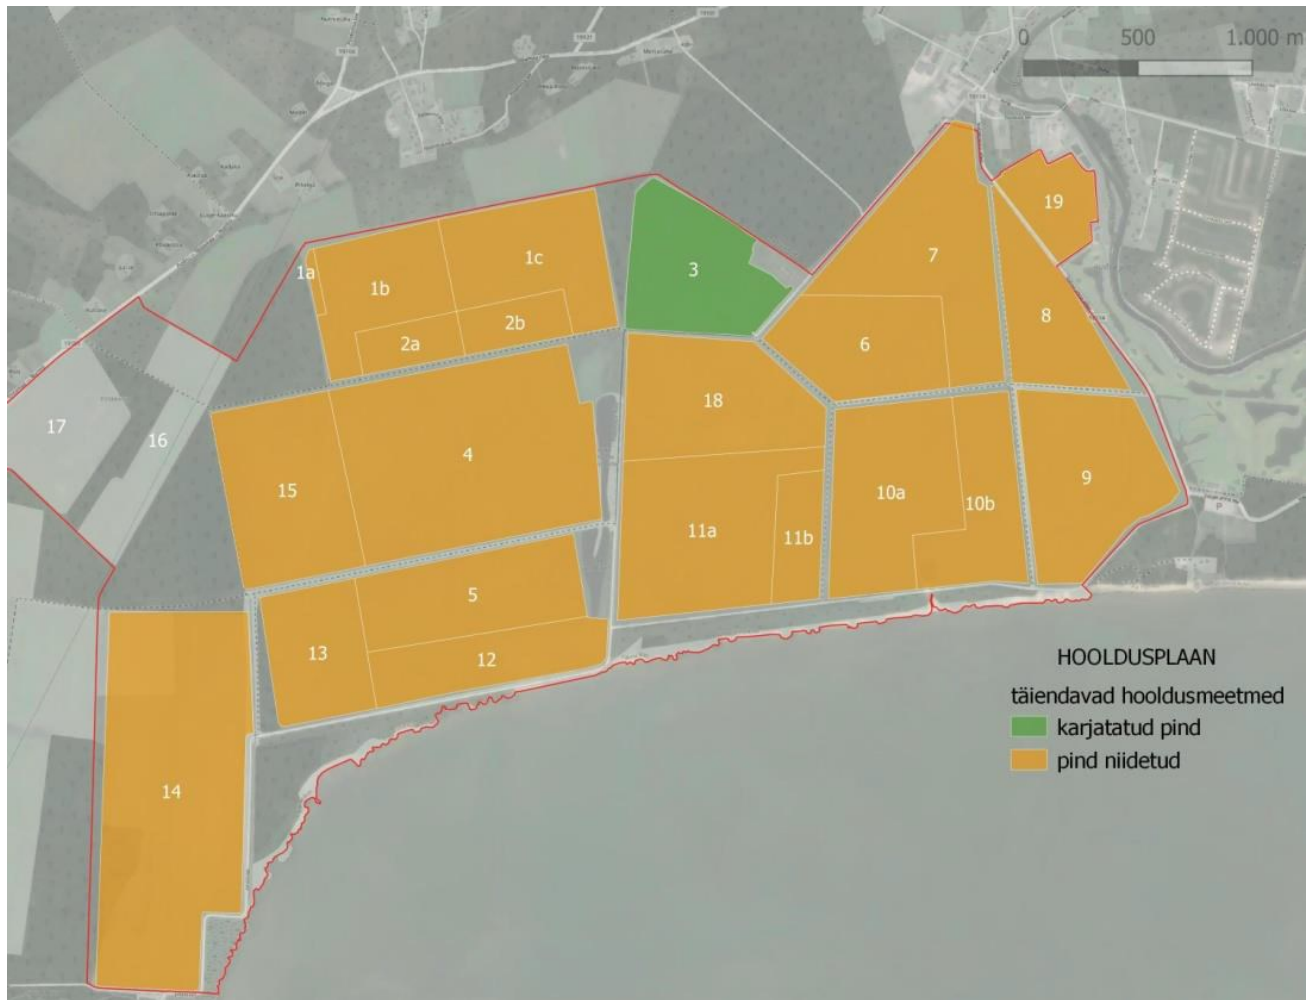 0 500 1.000 m
19
1a
1b
1c
3
7
2a
2b
6
8
17
16
15
4
18
10a
10b
9
11a
11b
5
13
12
14
P
HOOLDUSPLAAN
täiendavad hooldusmeetmed
karjatatud pind
pind niidetud